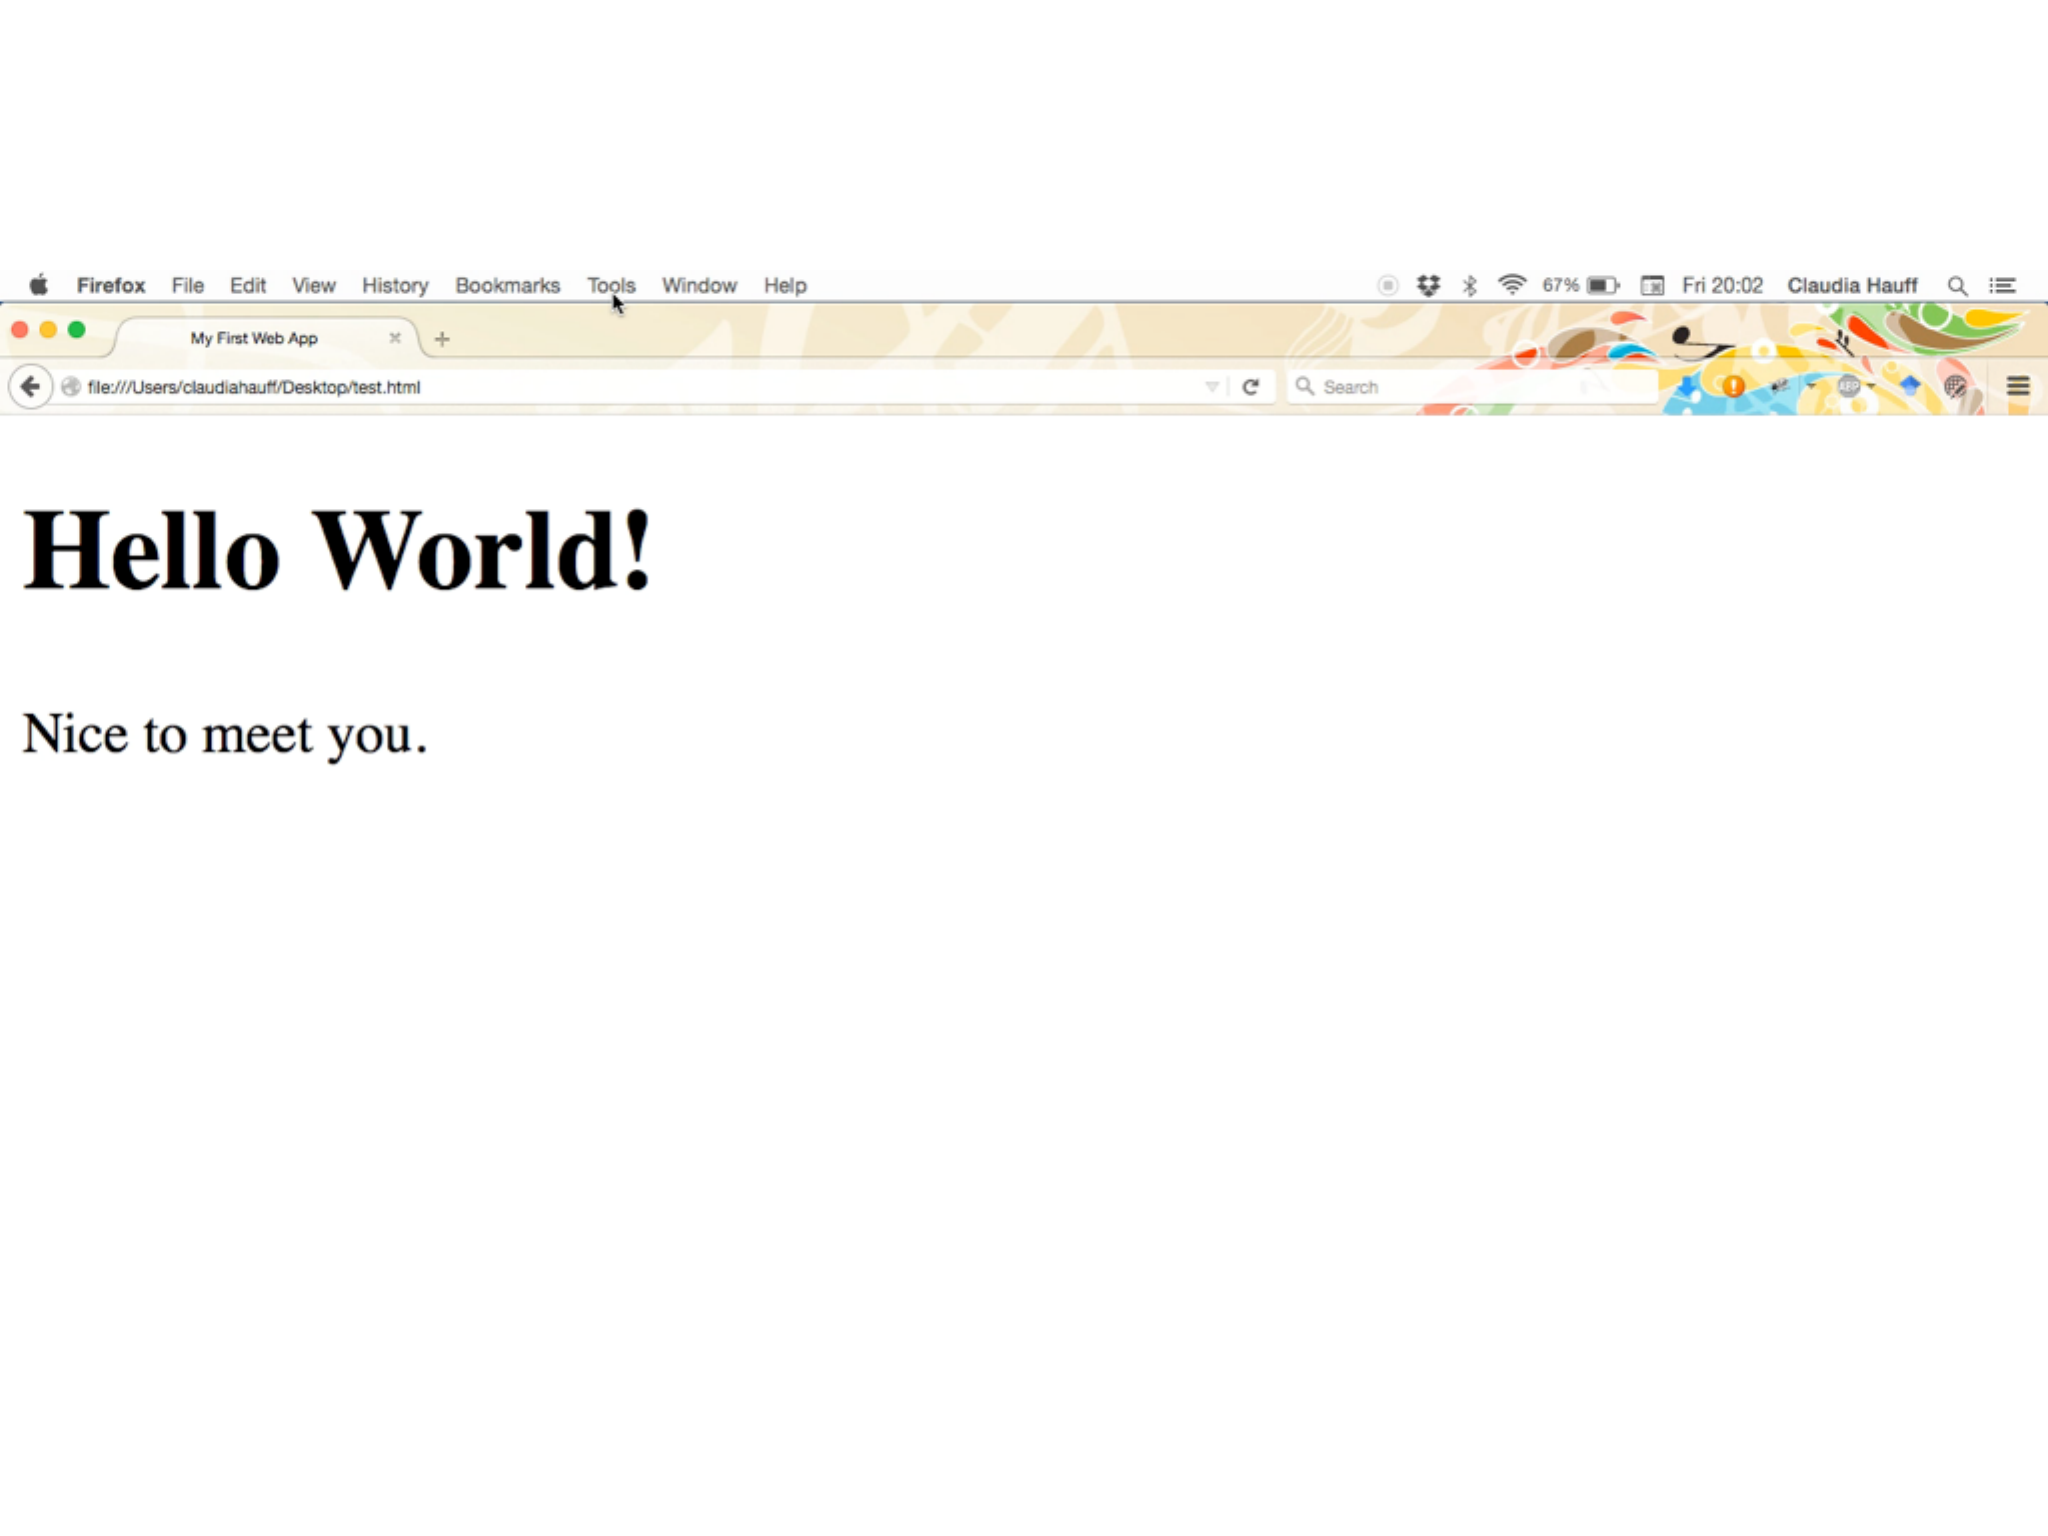 Firefox File Edit View History Bookmarks Tools Window Help 67% Fri 20:02 Claudia Hauff
My First Web App
file:///Users/claudiahauff/Desktop/test.html Search ABP
Hello World!
Nice to meet you.